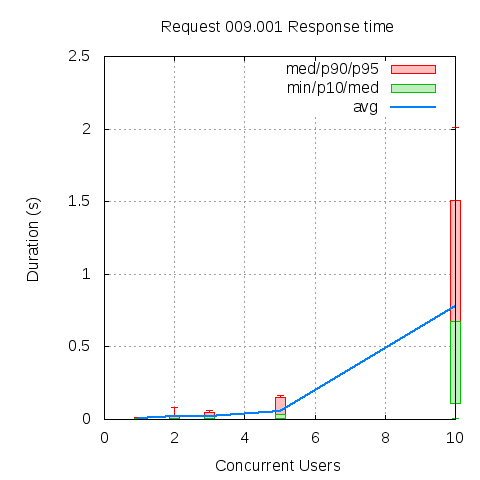 Request 009.001 Response time
med/p90/p95
min/p10/med
avg
2.5
2
1.5
1
0.5
0
Duration (s)
0 2 4 6 8 10
Concurrent Users